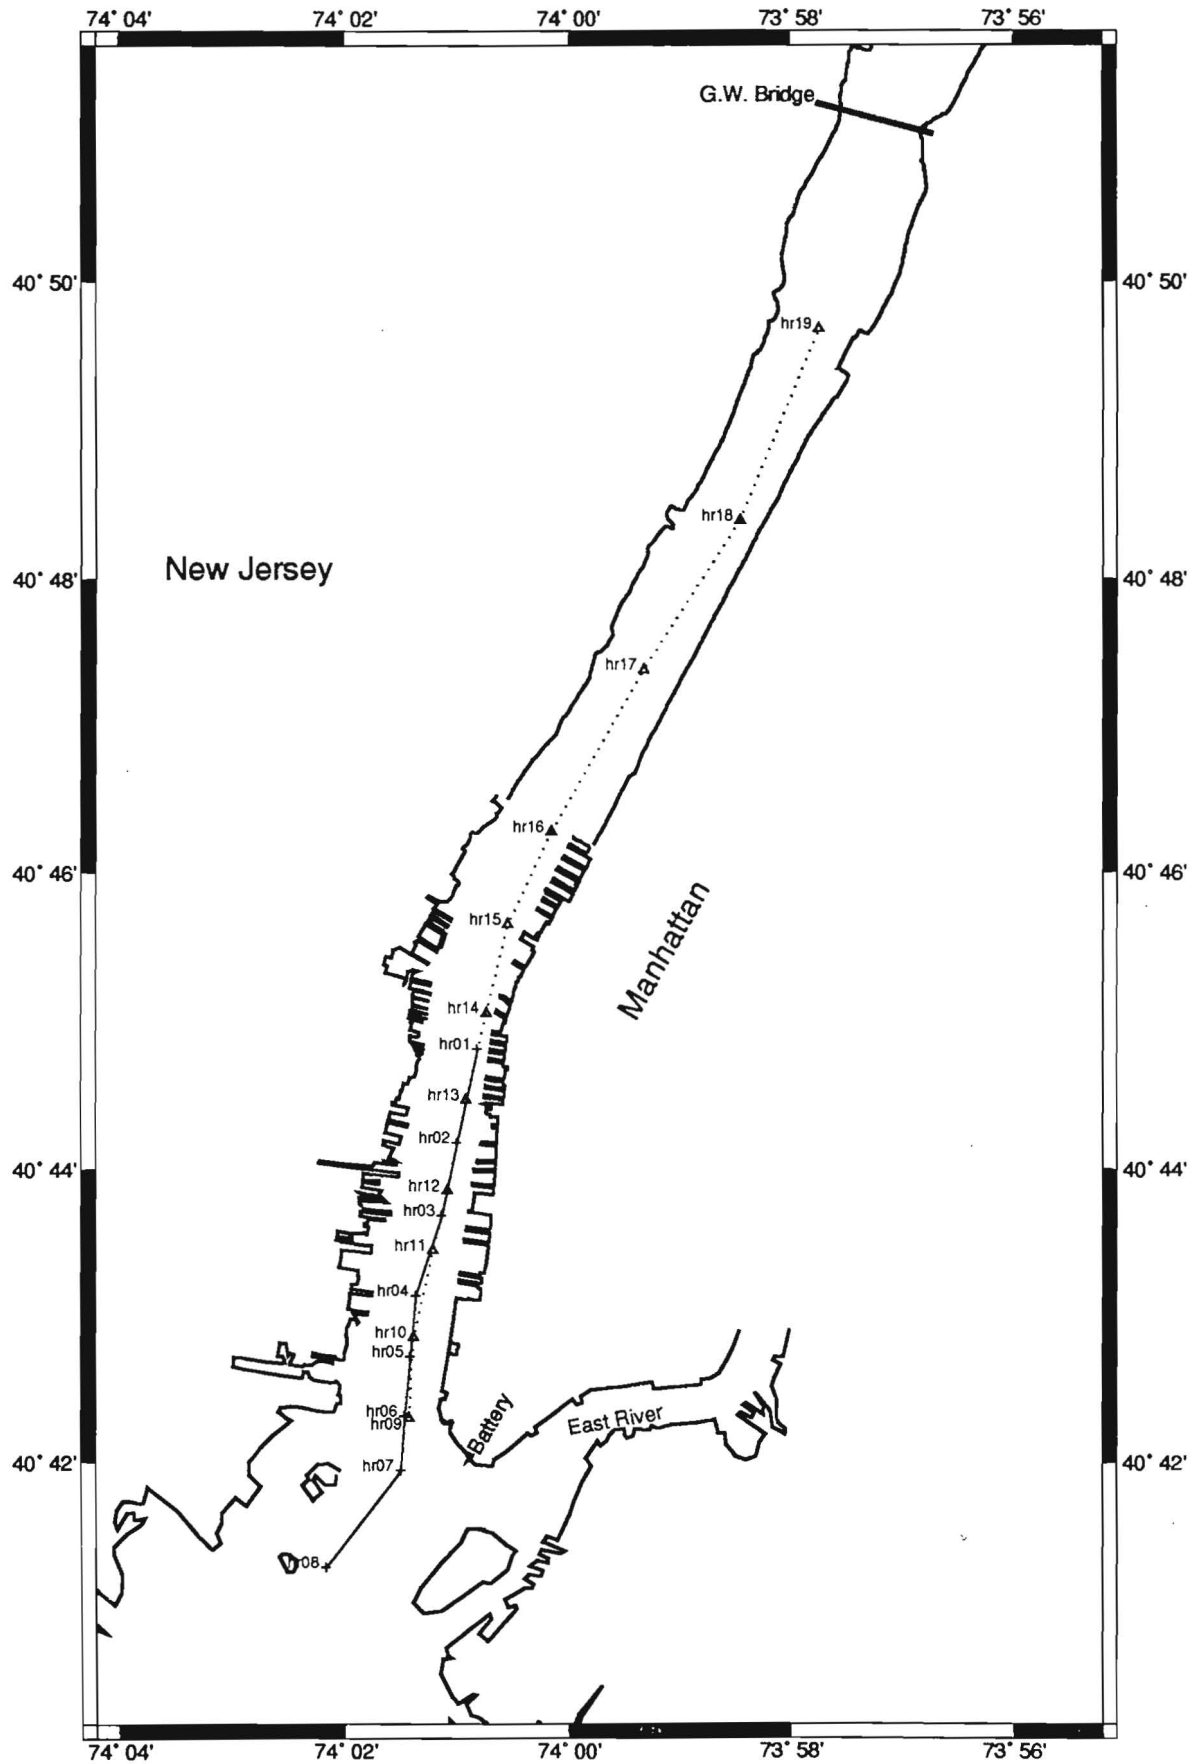 74° 04' 74° 02' 74° 00' 73° 58' 73° 56'
G.W. Bridge
40° 50' 40° 50'
hr19
hr18
New Jersey
40° 48' 40° 48'
hr17
hr16
40° 46' 40° 46'
Manhattan
hr15
hr14
hr01
hr13
hr02
40° 44' 40° 44'
hr12
hr03
hr11
hr04
hr10
hr05
hr06
hr09
Battery
East River
40° 42' 40° 42'
hr07
hr08
74° 04' 74° 02' 74° 00' 73° 58' 73° 56'